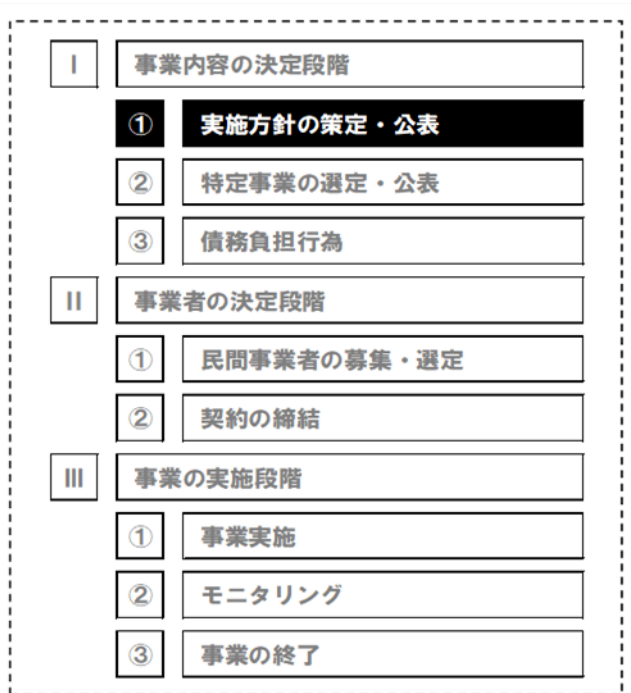 I 事業内容の決定段階
① 実施方針の策定・公表
② 特定事業の選定・公表
③ 債務負担行為
II 事業者の決定段階
① 民間事業者の募集・選定
② 契約の締結
III 事業の実施段階
① 事業実施
② モニタリング
③ 事業の終了